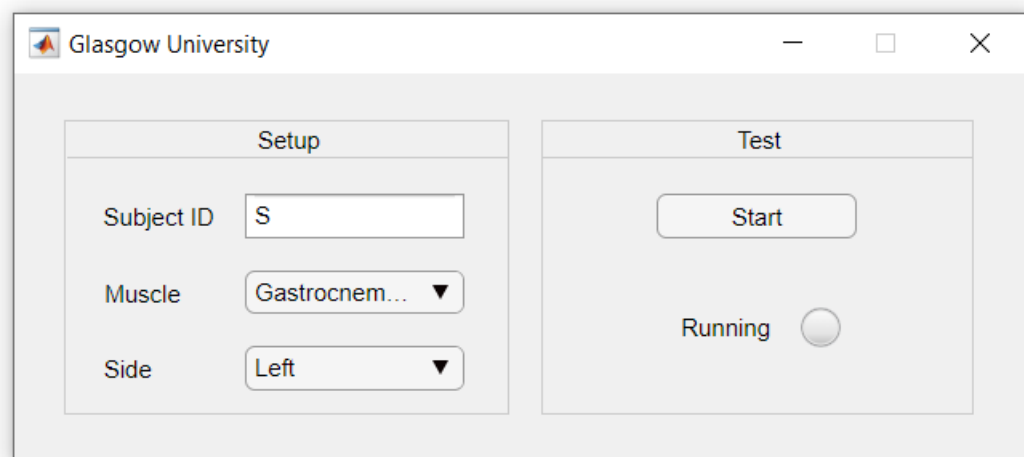 Glasgow University
Setup
Subject ID S
Muscle Gastrocnem...
Side Left
Test
Start
Running